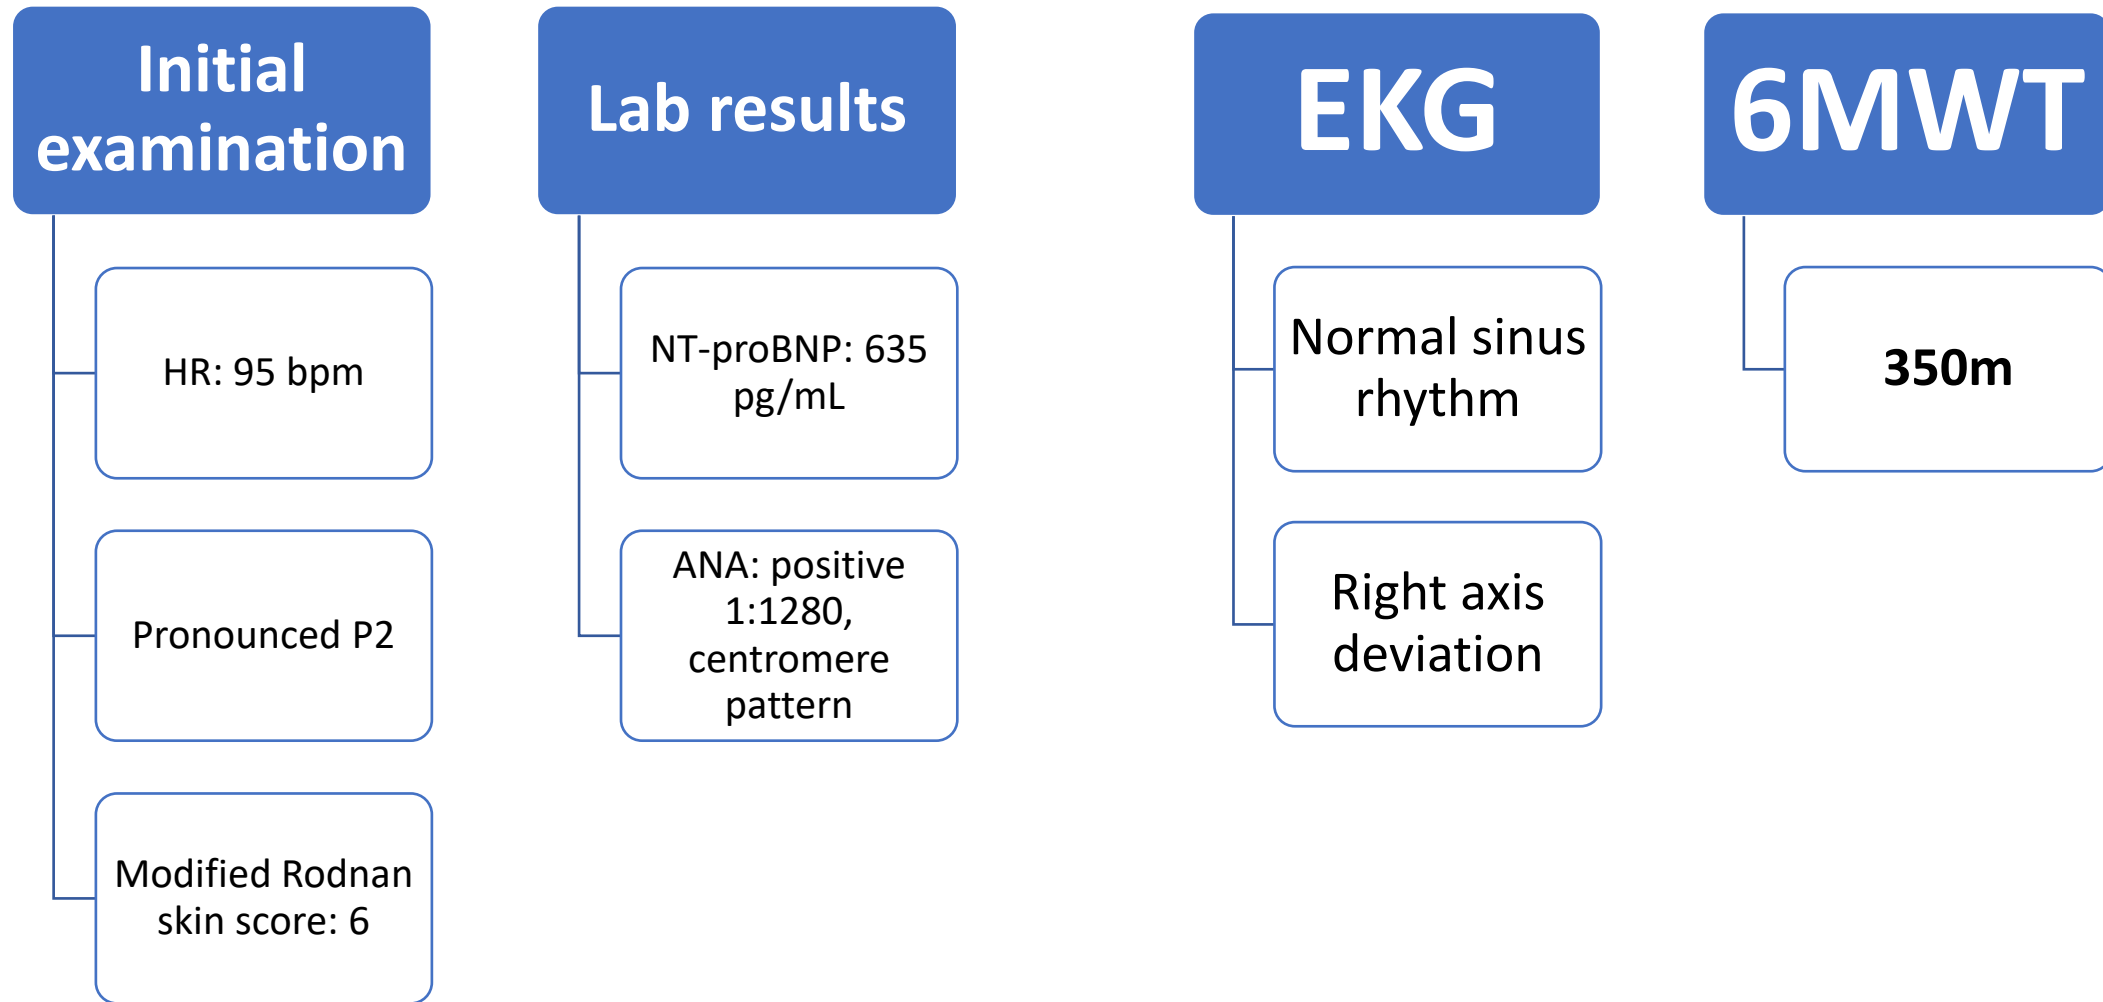 Initial
examination
HR: 95 bpm
Pronounced P2
Modified Rodnan
skin score: 6
Lab results
NT-proBNP: 635
pg/mL
ANA: positive
1:1280,
centromere
pattern
EKG
Normal sinus
rhythm
Right axis
deviation
6MWT
350m